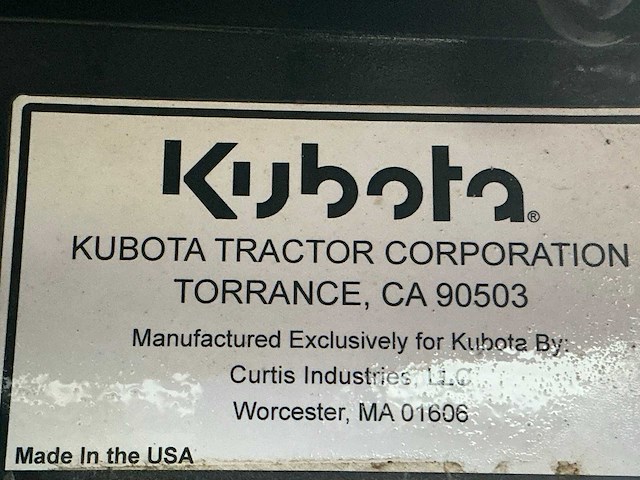 Kubota®
KUBOTA TRACTOR CORPORATION
TORRANCE, CA 90503
Manufactured Exclusively for Kubota By:
Curtis Industries, LLC
Worcester, MA 01606
Made In the USA